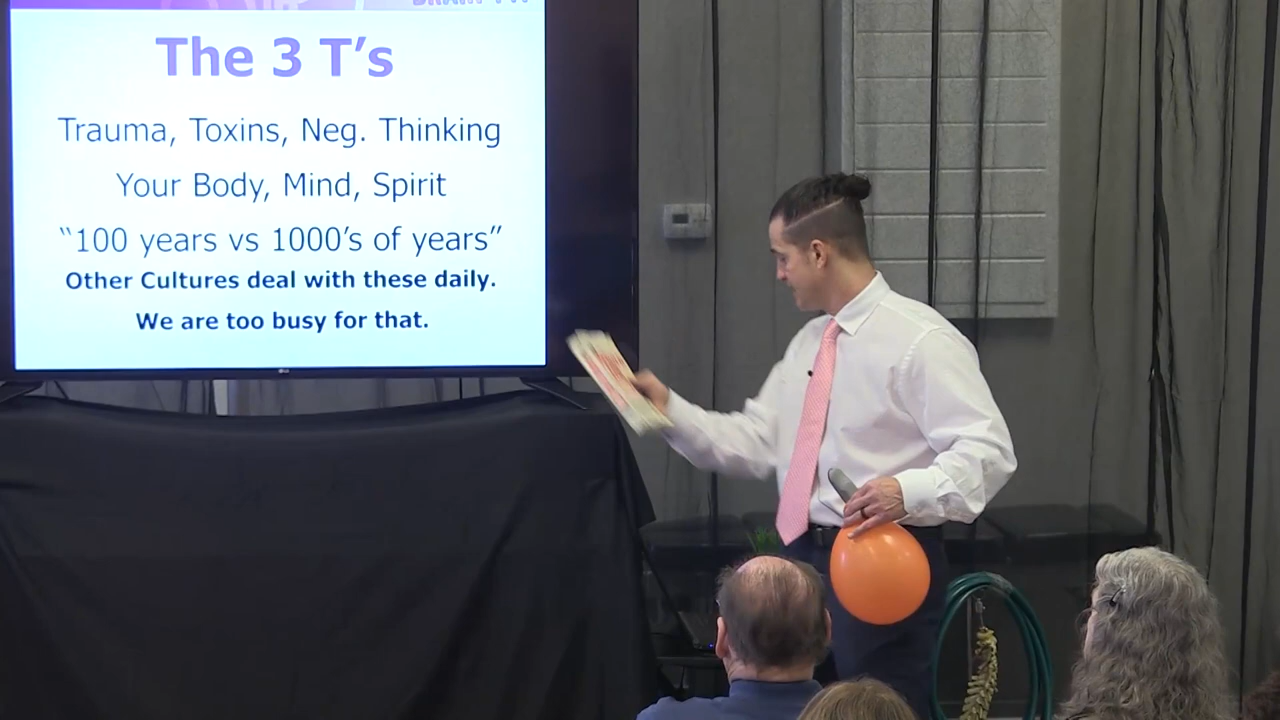 The 3 T's
Trauma, Toxins, Neg. Thinking
Your Body, Mind, Spirit
“100 years vs 1000’s of years”
Other Cultures deal with these daily.
We are too busy for that.